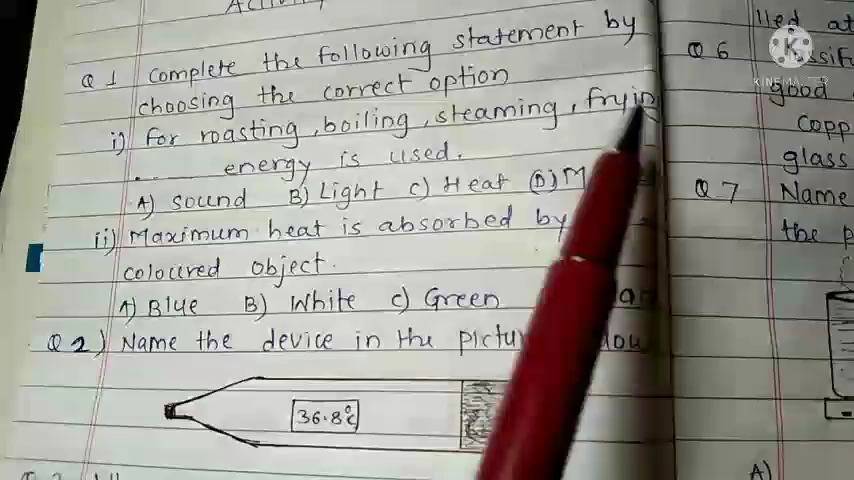 Q 1 Complete the following statement by
choosing the correct option
i) For roasting, boiling, steaming, fryin
energy is used.
A) Sound B) Light C) Heat D) M
ii) Maximum heat is absorbed by
coloured object.
A) Blue B) White C) Green
Q 2) Name the device in the
36.8°C
Q 6
good
glass
Q 7 Name
the p
A)
K
KINEMASTER